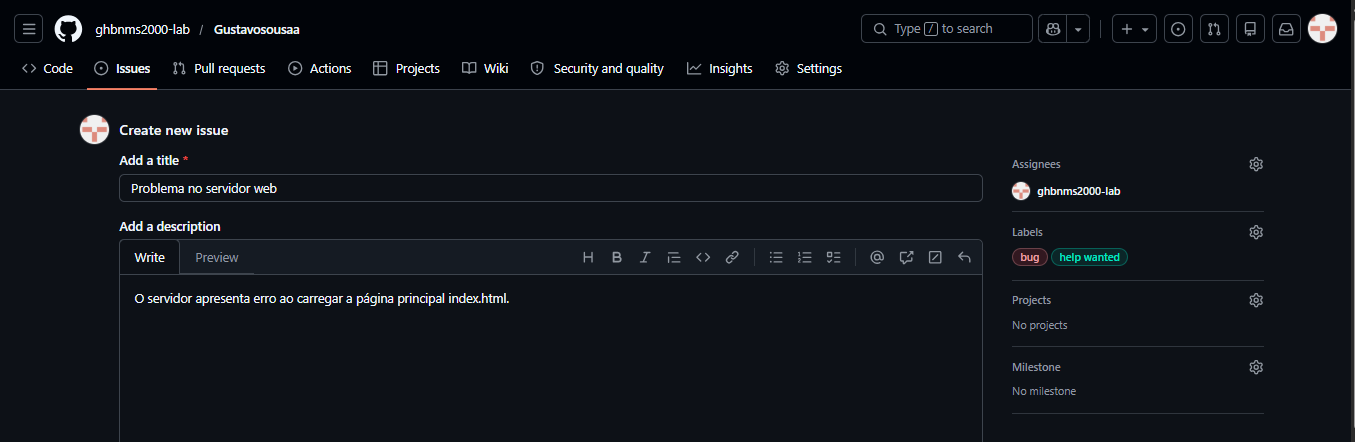 ghbnms2000-lab / Gustavosousaa
Type / to search
Code Issues Pull requests Actions Projects Wiki Security and quality Insights Settings
Create new issue
Add a title *
Problema no servidor web
Add a description
Write Preview
O servidor apresenta erro ao carregar a página principal index.html.
Assignees
ghbnms2000-lab
Labels
bug help wanted
Projects
No projects
Milestone
No milestone